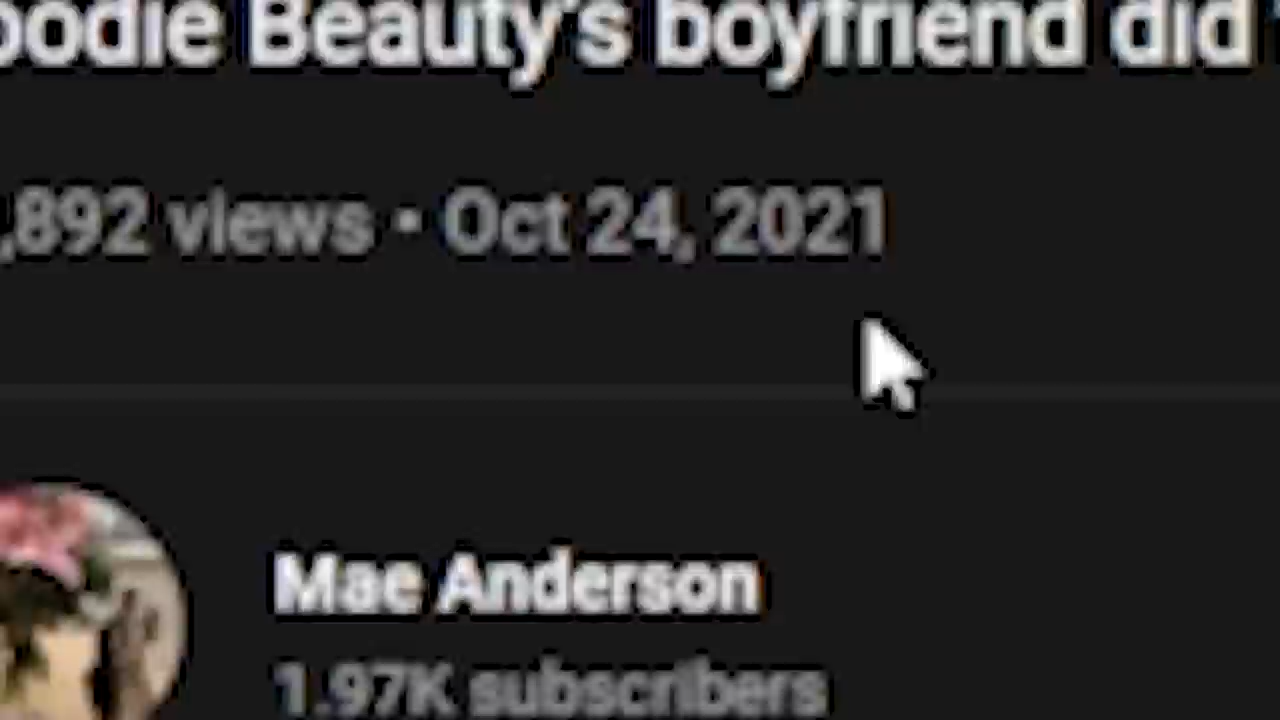 oodie Beauty's boyfriend did
,892 views • Oct 24, 2021
Mae Anderson
1.97K subscribers